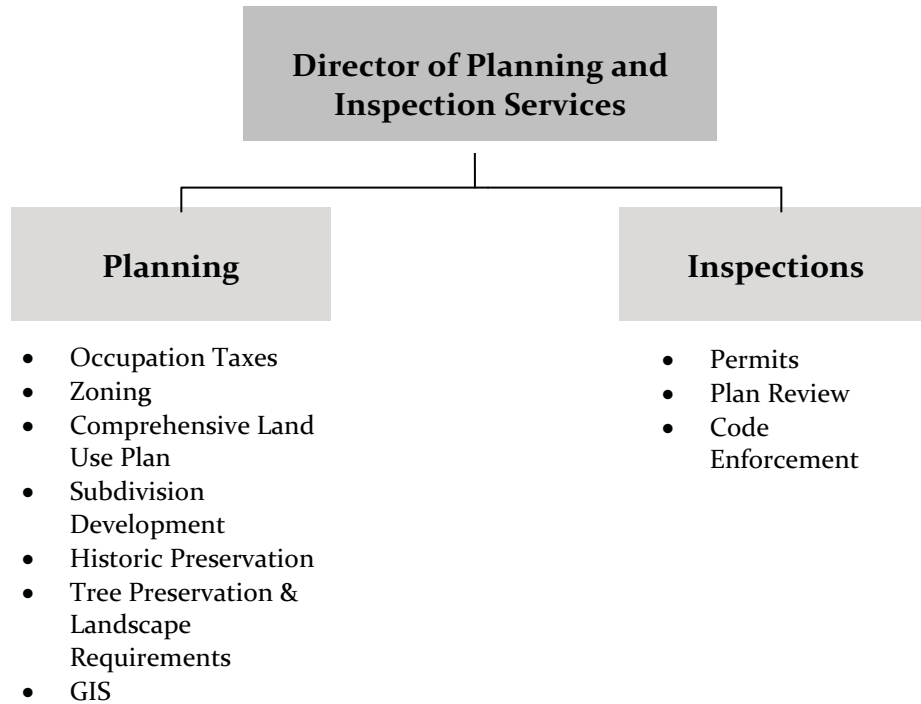 Director of Planning and
Inspection Services
Planning
• Occupation Taxes
• Zoning
• Comprehensive Land
Use Plan
• Subdivision
Development
• Historic Preservation
• Tree Preservation &
Landscape
Requirements
• GIS
Inspections
• Permits
• Plan Review
• Code
Enforcement